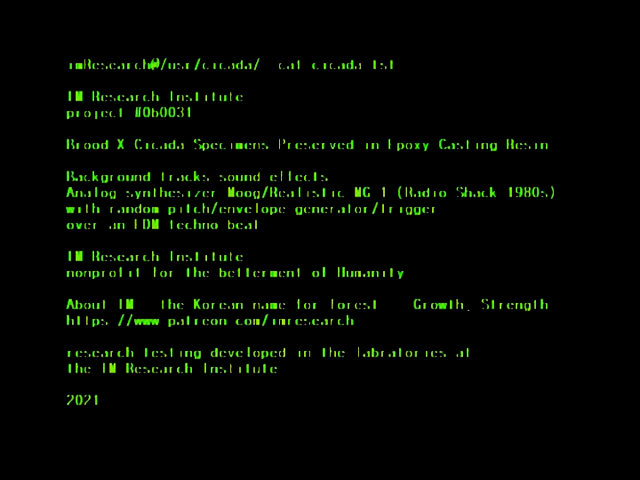 imResearch@/usr/cicada/ cat cicada tst
IM Research Institute
project #0b0031
Brood X Cicada Specimens Preserved in Epoxy Casting Resin
Background tracks sound effects
Analog synthesizer Moog/Realistic MG 1 (Radio Shack 1980s)
with random pitch/envelope generator/trigger
over an EDM techno beat
IM Research Institute
nonprofit for the betterment of Humanity
About IM the Korean name for forest Growth, Strength
https //www patreon com/imresearch
research testing developed in the labratories at
the IM Research Institute
2021